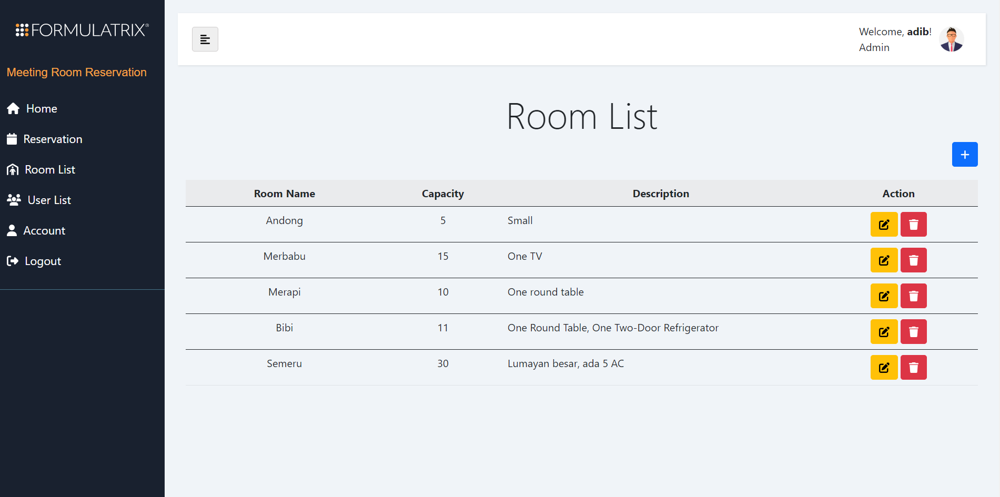 FORMULATRIX®
Meeting Room Reservation
Home
Reservation
Room List
User List
Account
Logout
Welcome, adib!
Admin
Room List
+
Room Name Capacity Description Action
Andong 5 Small
Merbabu 15 One TV
Merapi 10 One round table
Bibi 11 One Round Table, One Two-Door Refrigerator
Semeru 30 Lumayan besar, ada 5 AC